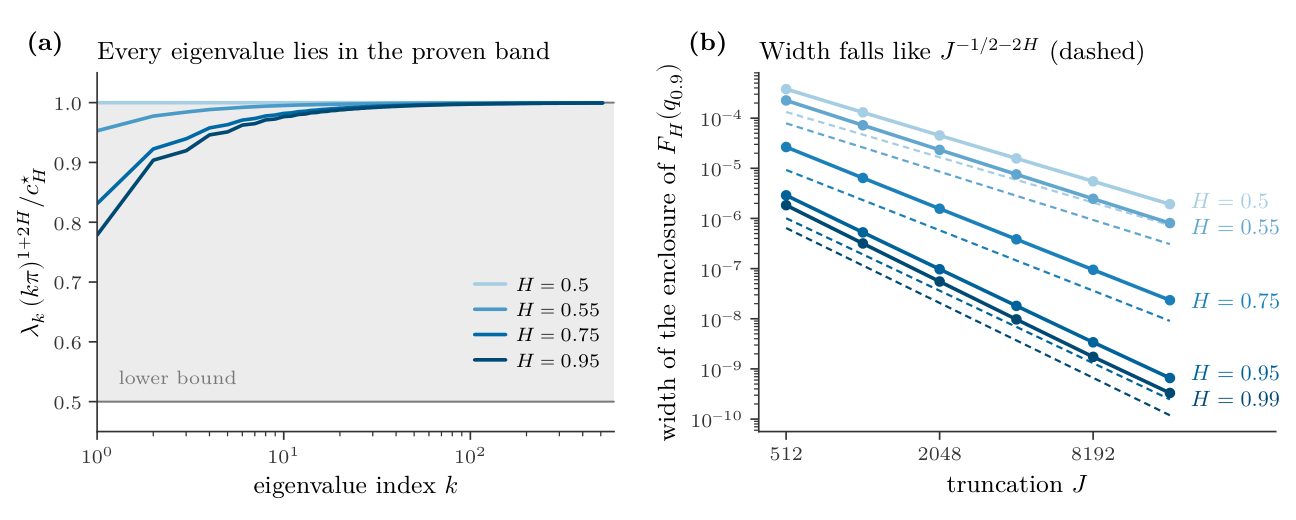 (a)
Every eigenvalue lies in the proven band
λ_k (kπ)^{1+2H}/c_H^⋆
1.0
0.9
0.8
0.7
0.6
0.5
H = 0.5
H = 0.55
H = 0.75
H = 0.95
lower bound
10^0
10^1
10^2
eigenvalue index k
(b)
Width falls like J^{−1/2−2H} (dashed)
width of the enclosure of F_H(q_{0.9})
10^{−4}
10^{−5}
10^{−6}
10^{−7}
10^{−8}
10^{−9}
10^{−10}
H = 0.5
H = 0.55
H = 0.75
H = 0.95
H = 0.99
512
2048
8192
truncation J